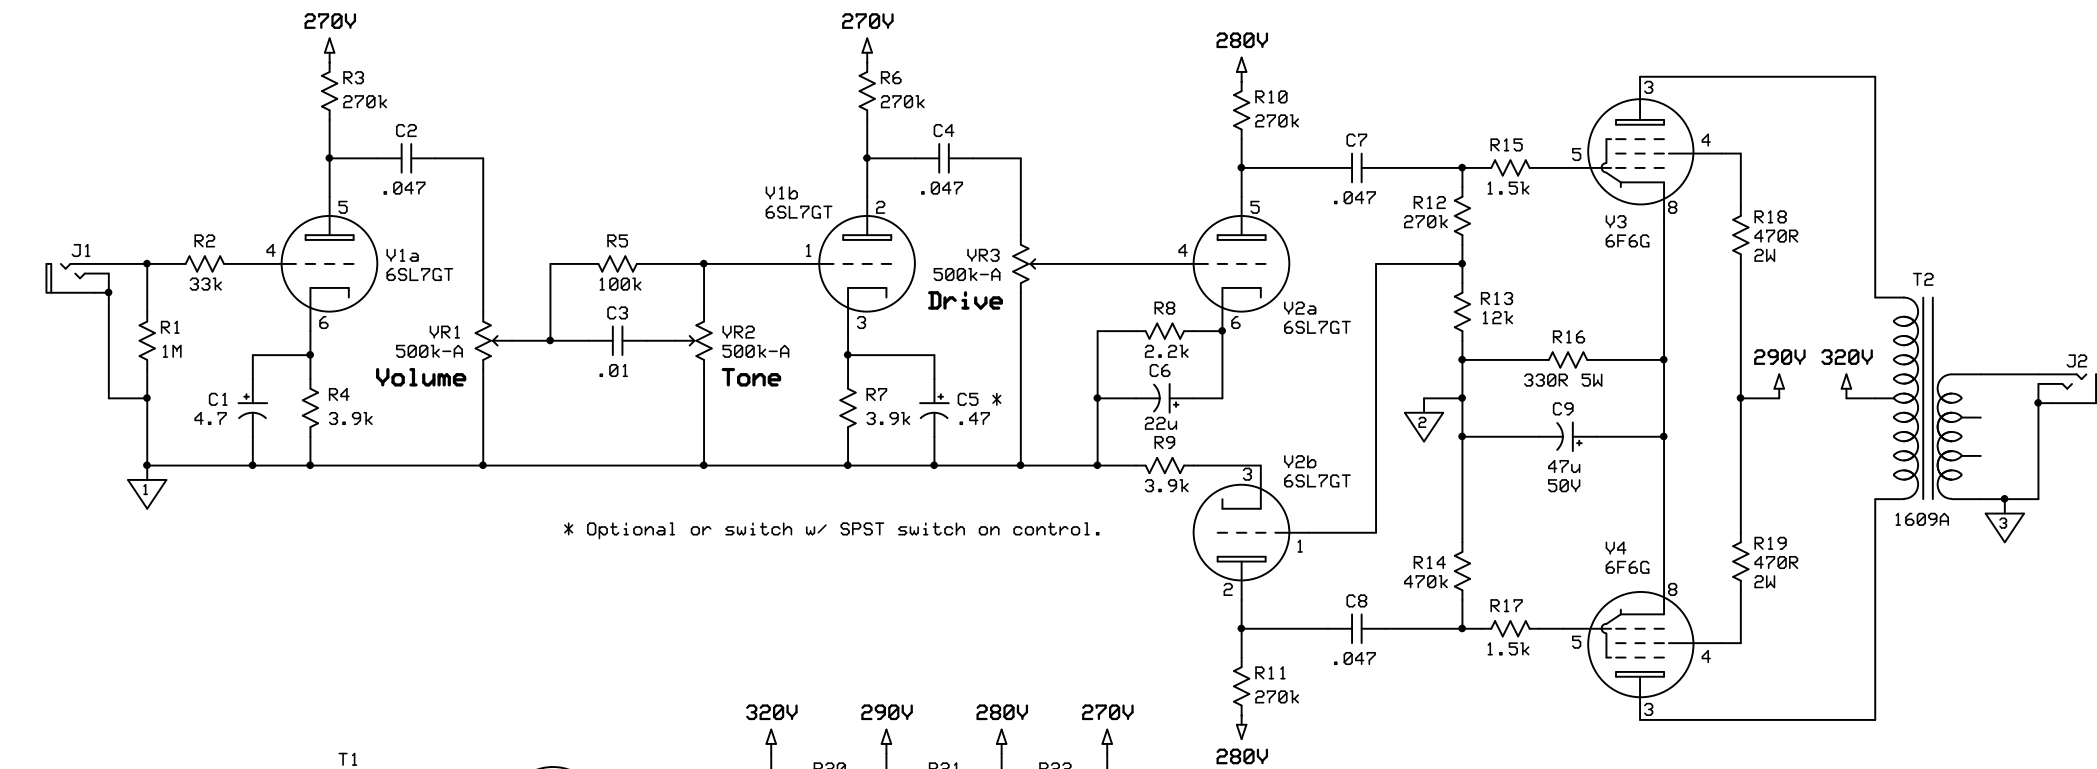 270V
270V
280V
R3
270k
R6
270k
R10
270k
C2
.047
C4
.047
C7
.047
R15
1.5k
3
4
5
8
V3
6F6G
R12
270k
R18
470R
2W
J1
R2
33k
4
5
6
V1a
6SL7GT
R5
100k
V1b
6SL7GT
1
2
3
VR3
500k-A
Drive
4
5
6
V2a
6SL7GT
R13
12k
T2
R1
1M
C1
4.7
R4
3.9k
VR1
500k-A
Volume
C3
.01
VR2
500k-A
Tone
R7
3.9k
C5 *
.47
R8
2.2k
C6
22u
R9
3.9k
R16
330R 5W
2
C9
47u
50V
290V
320V
J2
1
3
V2b
6SL7GT
1
2
1609A
3
* Optional or switch w/ SPST switch on control.
R14
470k
C8
.047
R17
1.5k
V4
6F6G
8
5
4
3
R19
470R
2W
R11
270k
280V
320V
290V
280V
270V
T1
R20
R21
R22